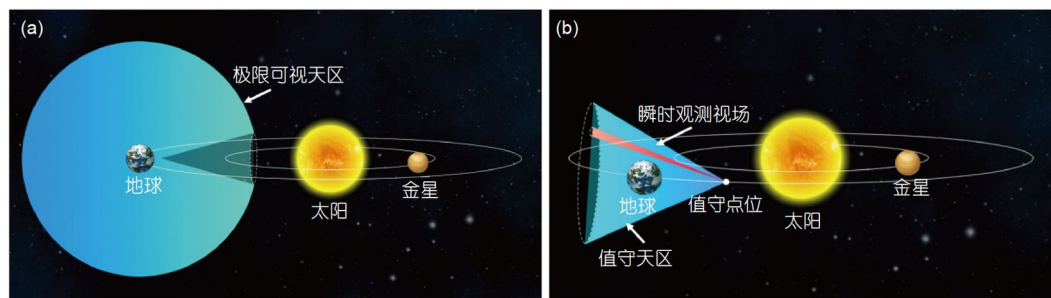 (a)
极限可视天区
地球
太阳
金星
(b)
瞬时观测视场
地球
值守点位
太阳
金星
值守天区